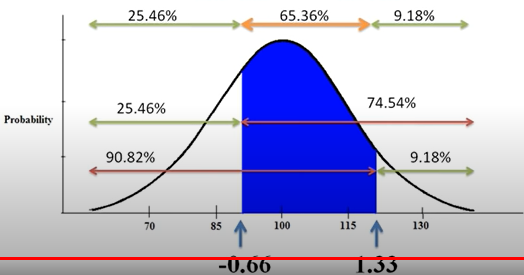 25.46% 65.36% 9.18%
25.46% 74.54%
Probability
90.82% 9.18%
70 85 100 115 130
-0.66 1.33